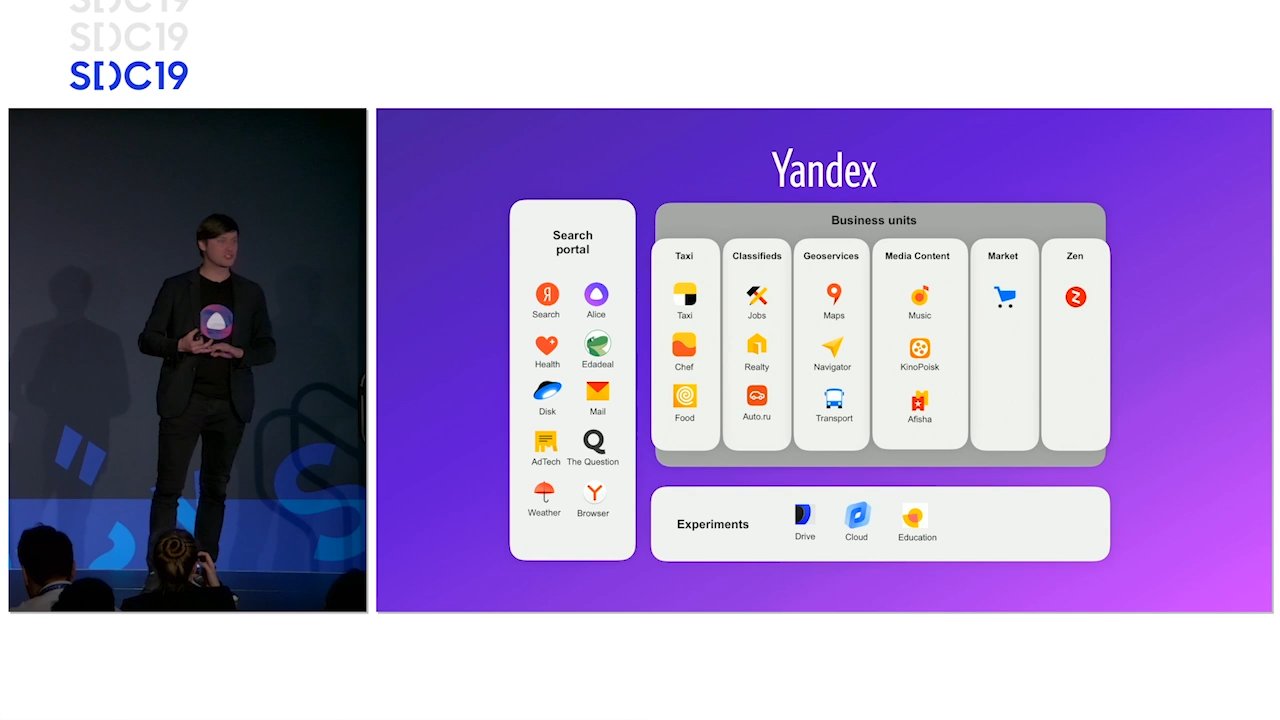 SDC19
SDC19
SDC19
Yandex
Search
portal
Search Alice
Health Edadeal
Disk Mail
AdTech The Question
Weather Browser
Business units
Taxi Classifieds Geoservices Media Content Market Zen
Taxi Jobs Maps Music
Chef Realty Navigator KinoPoisk
Food Auto.ru Transport Afisha
Experiments
Drive Cloud Education